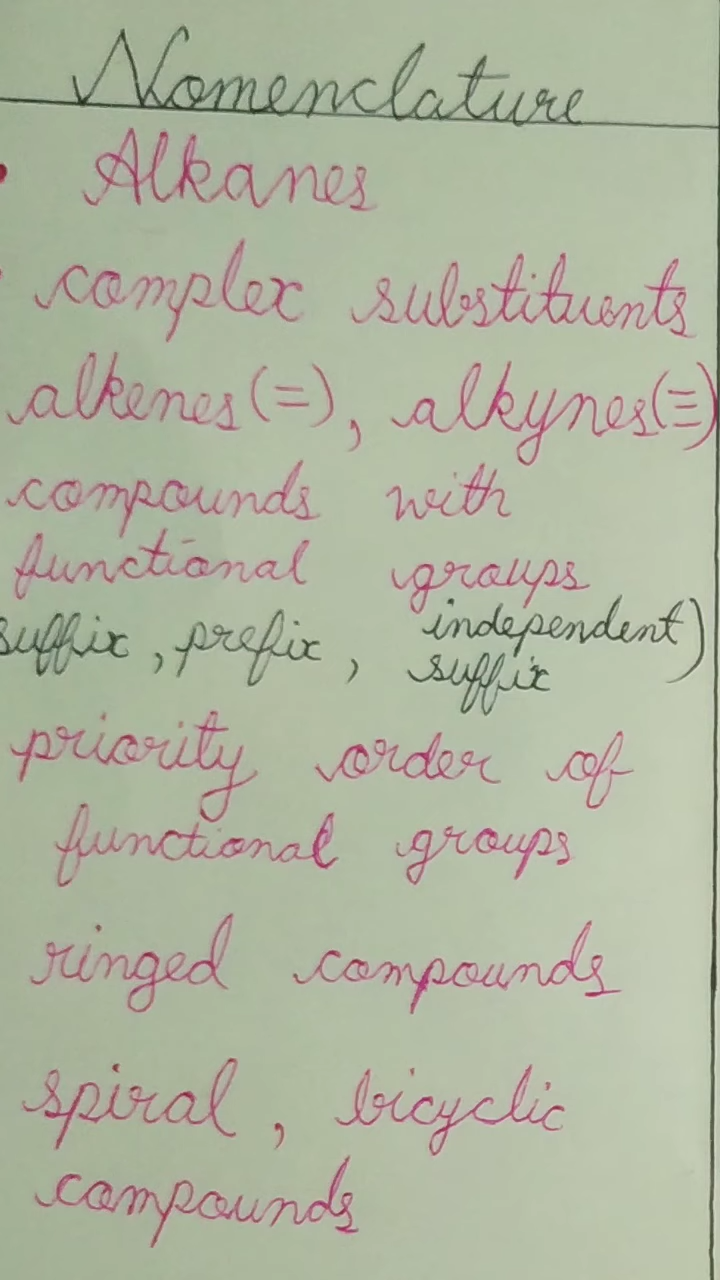 Nomenclature
• Alkanes
complex substituents
alkenes(=), alkynes(≡)
compounds with
functional groups
suffix, prefix, independent)
suffix
priority order of
functional groups
ringed compounds
spiral, bicyclic
compounds